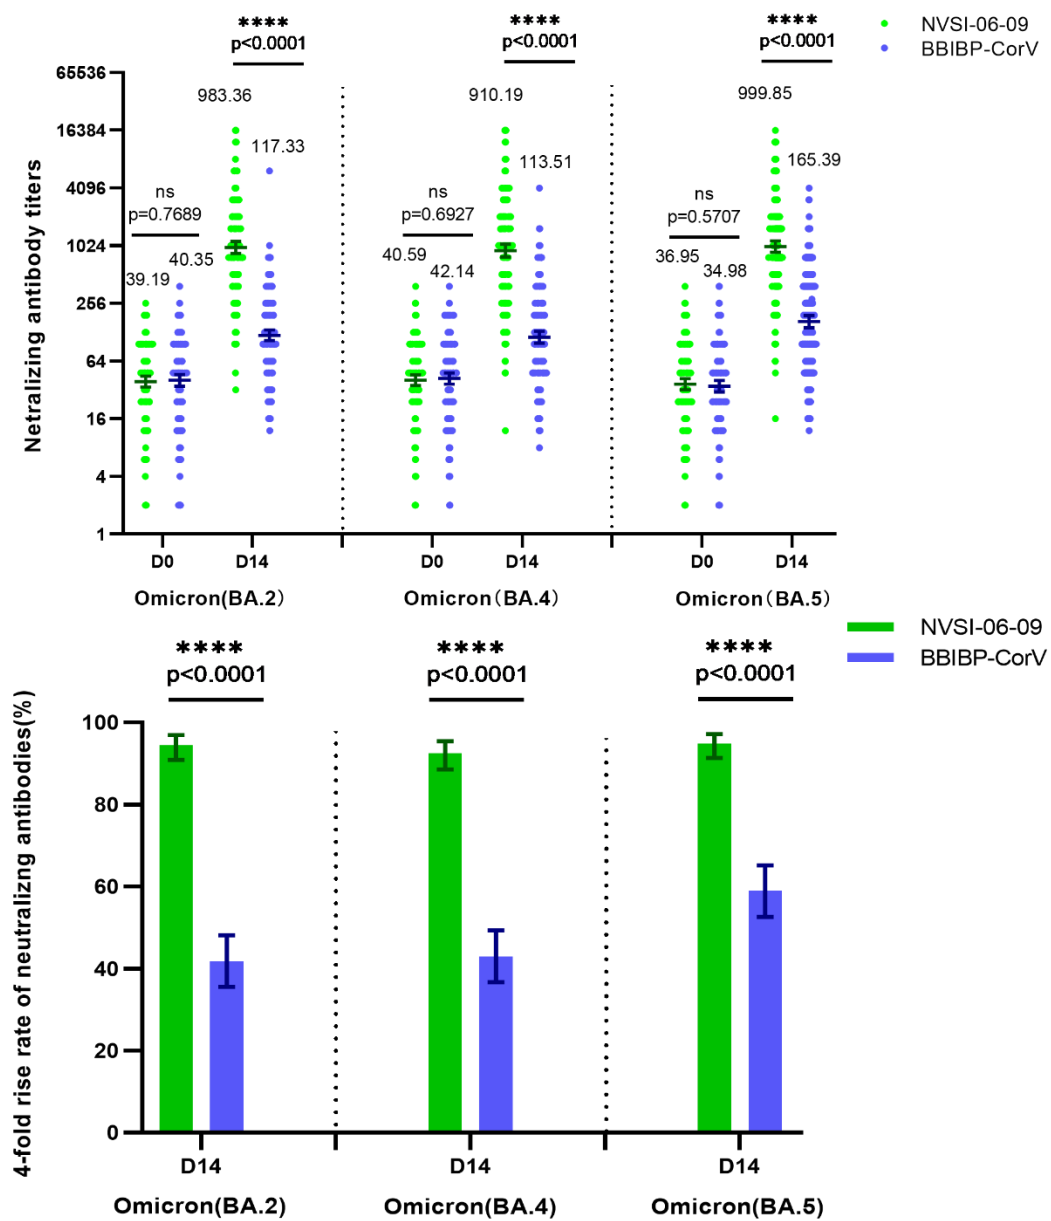 ****
p<0.0001
****
p<0.0001
****
p<0.0001
NVSI-06-09
BBIBP-CorV
Netralizing antibody titers
65536
16384
4096
1024
256
64
16
4
1
983.36
117.33
ns
p=0.7689
39.19
40.35
910.19
113.51
ns
p=0.6927
40.59
42.14
999.85
165.39
ns
p=0.5707
36.95
34.98
D0
D14
D0
D14
D0
D14
Omicron(BA.2)
Omicron(BA.4)
Omicron(BA.5)
NVSI-06-09
BBIBP-CorV
****
p<0.0001
****
p<0.0001
****
p<0.0001
4-fold rise rate of neutralizng antibodies(%)
100
80
60
40
20
0
D14
D14
D14
Omicron(BA.2)
Omicron(BA.4)
Omicron(BA.5)